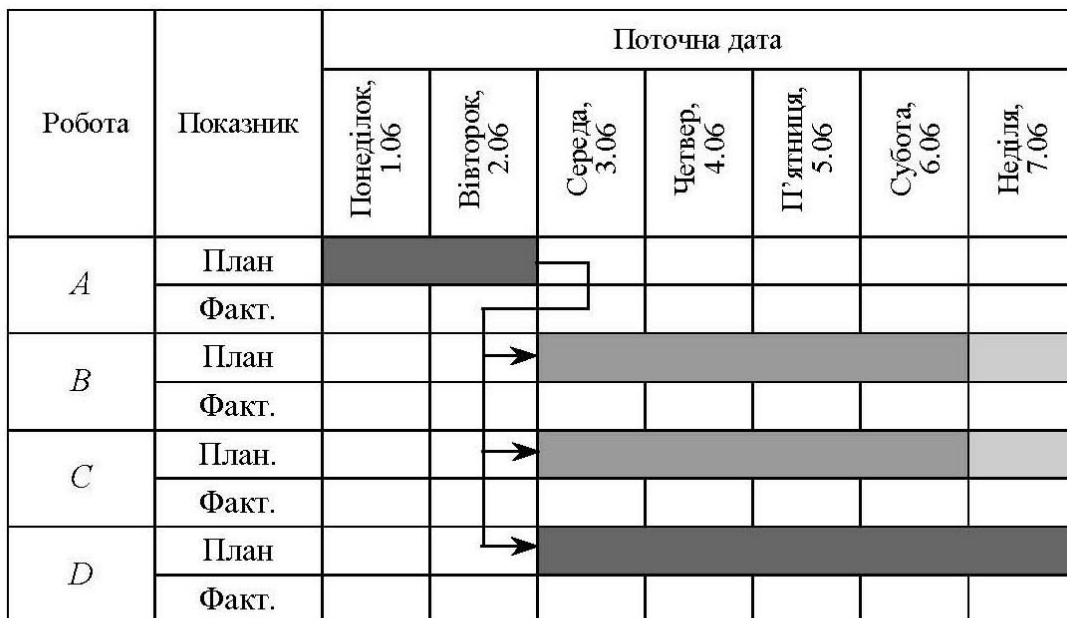 Робота
Показник
Поточна дата
Понеділок,
1.06
Вівторок,
2.06
Середа,
3.06
Четвер,
4.06
П’ятниця,
5.06
Субота,
6.06
Неділя,
7.06
A
План
Факт.
B
План
Факт.
C
План.
Факт.
D
План
Факт.